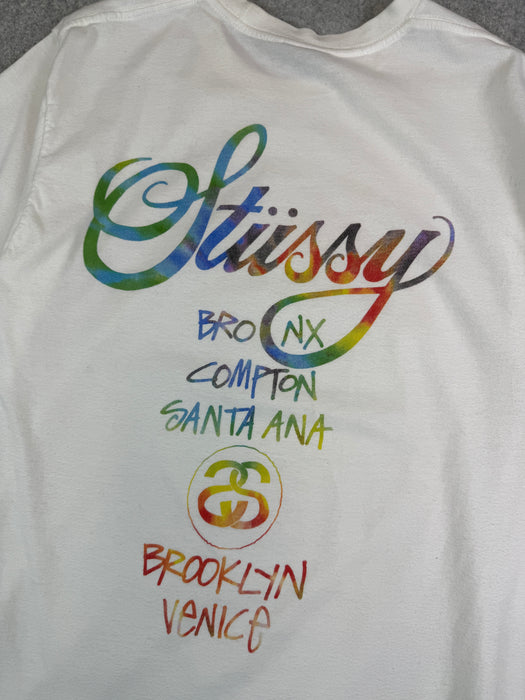 Stüssy
BRONX
COMPTON
SANTA ANA
SS
BROOKLYN
VENICE